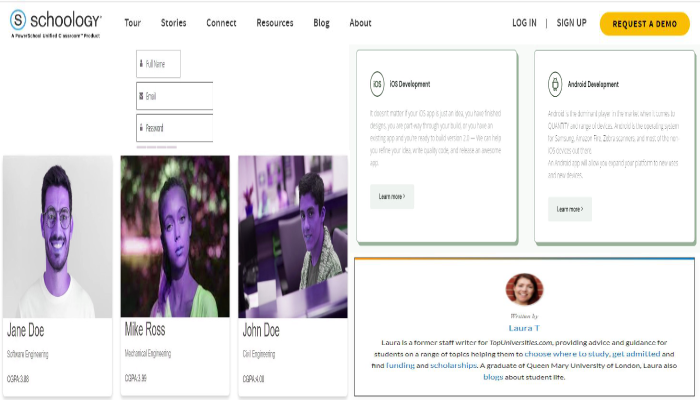 schoology®
A PowerSchool Unified Classroom™ Product
Tour
Stories
Connect
Resources
Blog
About
LOG IN | SIGN UP
REQUEST A DEMO
Full Name
Email
Password
iOS
iOS Development
It doesn't matter if your iOS app is just an idea, you have finished
designs, you are part way through build, or you have an
existing app and you're ready to build version 2.0 — We can help
you refine your idea, write quality code, and release an awesome
app.
Learn more >
Android Development
Android is the dominant player in the market when it comes to
QUANTITY and range of devices. Android is the operating system
for Samsung, Amazon Fire, Zebra scanners, and most of the non-
iOS devices out there.
An Android app will allow you expand your platform to new uses
and new devices.
Learn more >
Jane Doe
Software Engineering
CGPA:3.88
Mike Ross
Mechanical Engineering
CGPA:3.99
John Doe
Civil Engineering
CGPA:4.00
Written by
Laura T
Laura is a former staff writer for TopUniversities.com, providing advice and guidance for
students on a range of topics helping them to choose where to study, get admitted and
find funding and scholarships. A graduate of Queen Mary University of London, Laura also
blogs about student life.